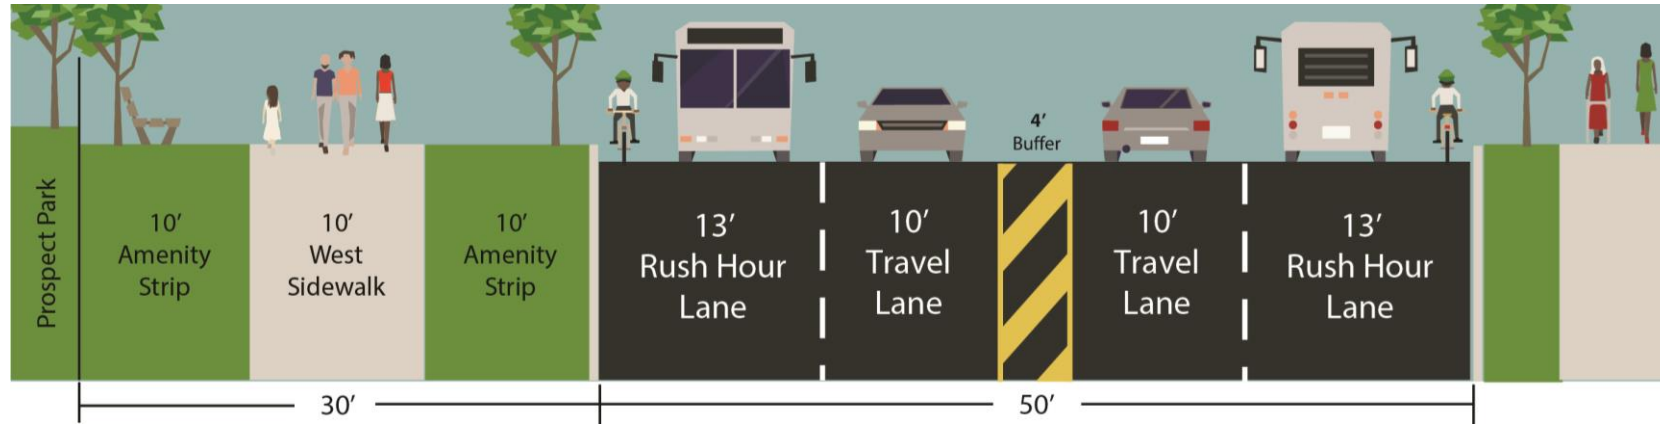 Prospect Park
10’
Amenity
Strip
10’
West
Sidewalk
10’
Amenity
Strip
13’
Rush Hour
Lane
10’
Travel
Lane
4’
Buffer
10’
Travel
Lane
13’
Rush Hour
Lane
30’
50’